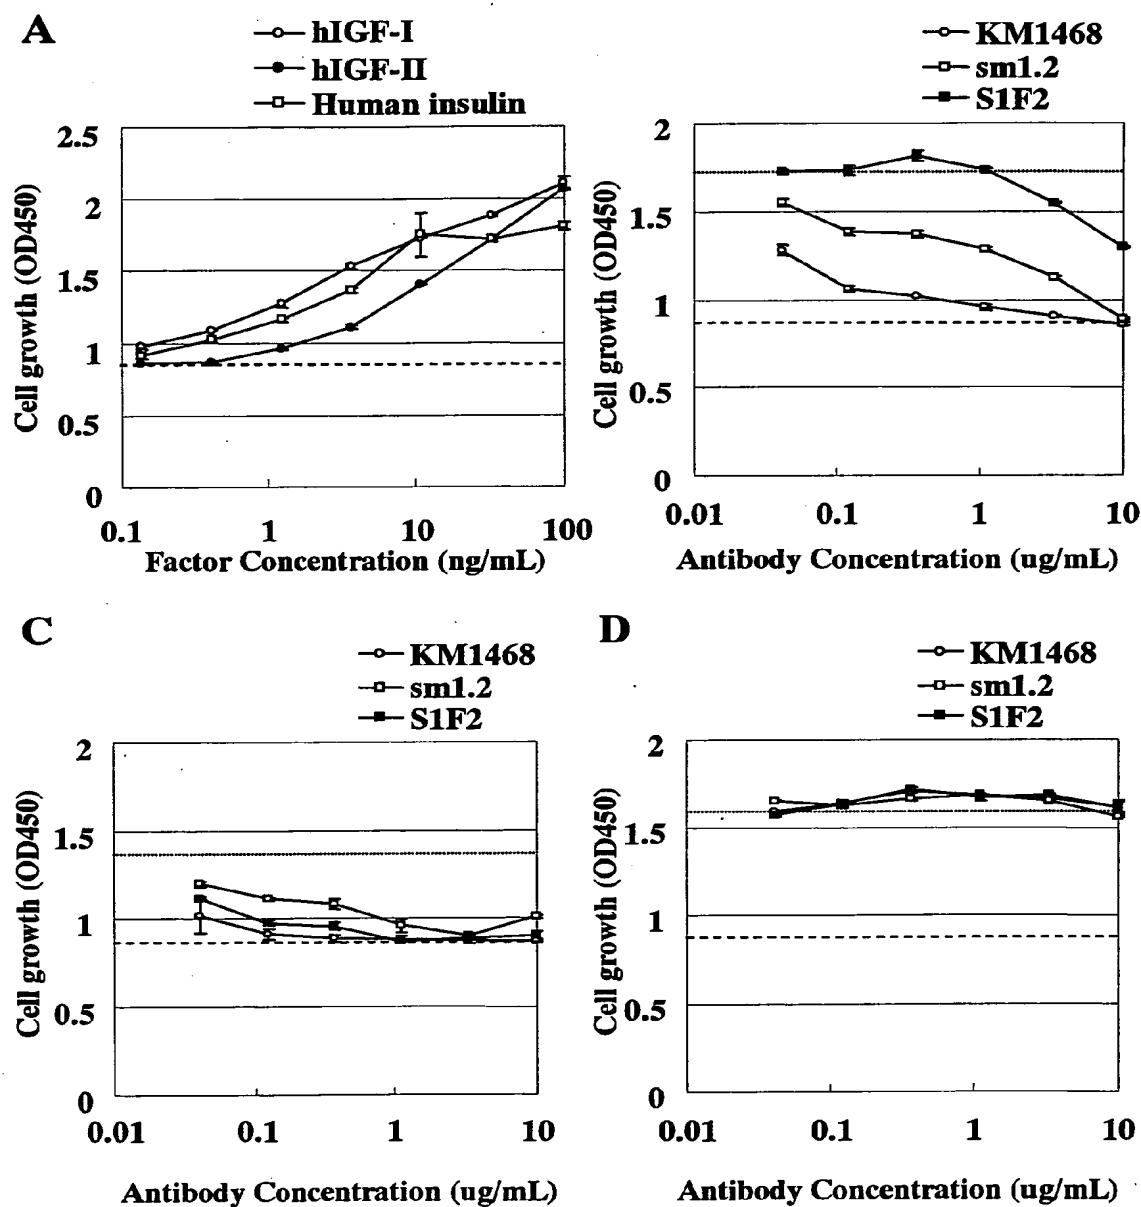 A
hIGF-I
hIGF-II
Human insulin
2.5
2
1.5
1
0.5
0
Cell growth (OD450)
0.1 1 10 100
Factor Concentration (ng/mL)
KM1468
sm1.2
S1F2
2
1.5
1
0.5
0
Cell growth (OD450)
0.01 0.1 1 10
Antibody Concentration (ug/mL)
C
KM1468
sm1.2
S1F2
2
1.5
1
0.5
0
Cell growth (OD450)
0.01 0.1 1 10
Antibody Concentration (ug/mL)
D
KM1468
sm1.2
S1F2
2
1.5
1
0.5
0
Cell growth (OD450)
0.01 0.1 1 10
Antibody Concentration (ug/mL)